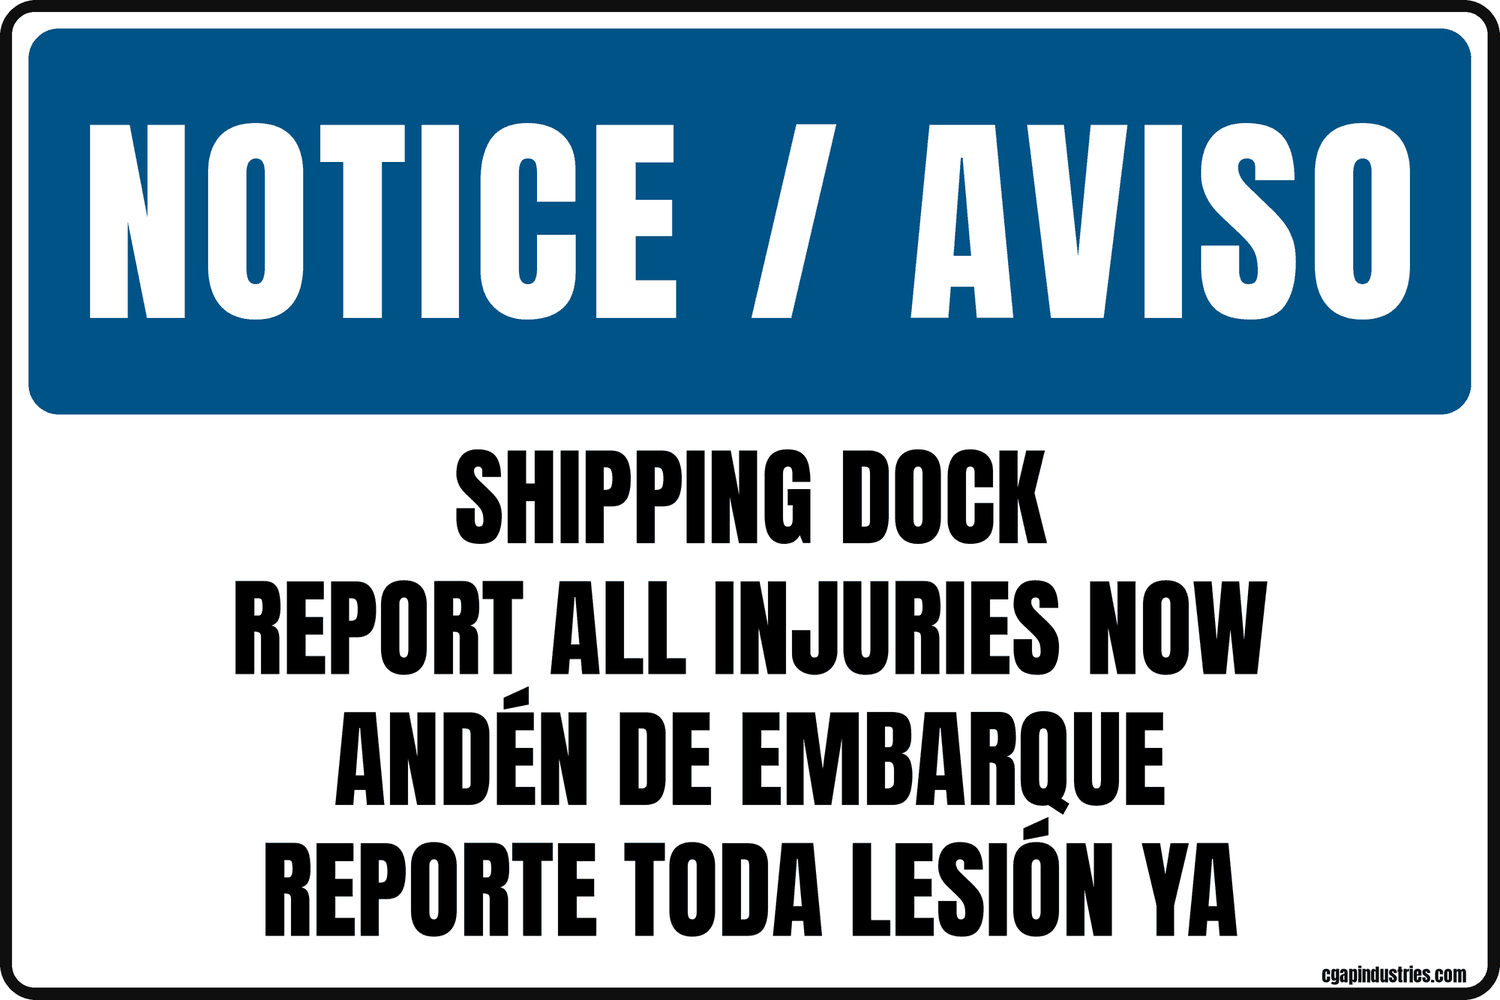 NOTICE / AVISO
SHIPPING DOCK
REPORT ALL INJURIES NOW
ANDÉN DE EMBARQUE
REPORTE TODA LESIÓN YA
cgapindustries.com